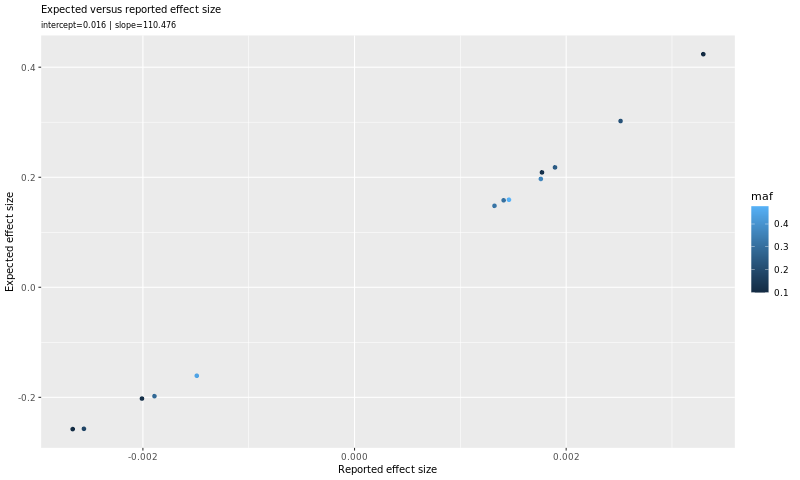 Expected versus reported effect size
intercept=0.016 | slope=110.476
Expected effect size
0.4
0.2
0.0
-0.2
-0.002
0.000
0.002
Reported effect size
maf
0.4
0.3
0.2
0.1